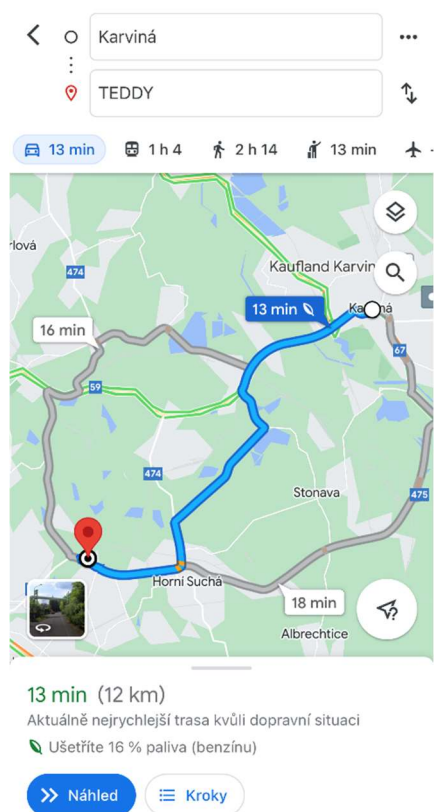 Karviná
TEDDY
13 min
1 h 4
2 h 14
13 min
474
Kaufland Karvin
13 min
16 min
67
59
474
475
Stonava
Horní Suchá
18 min
Albrechtice
13 min (12 km)
Aktuálně nejrychlejší trasa kvůli dopravní situaci
Ušetříte 16 % paliva (benzínu)
Náhled
Kroky